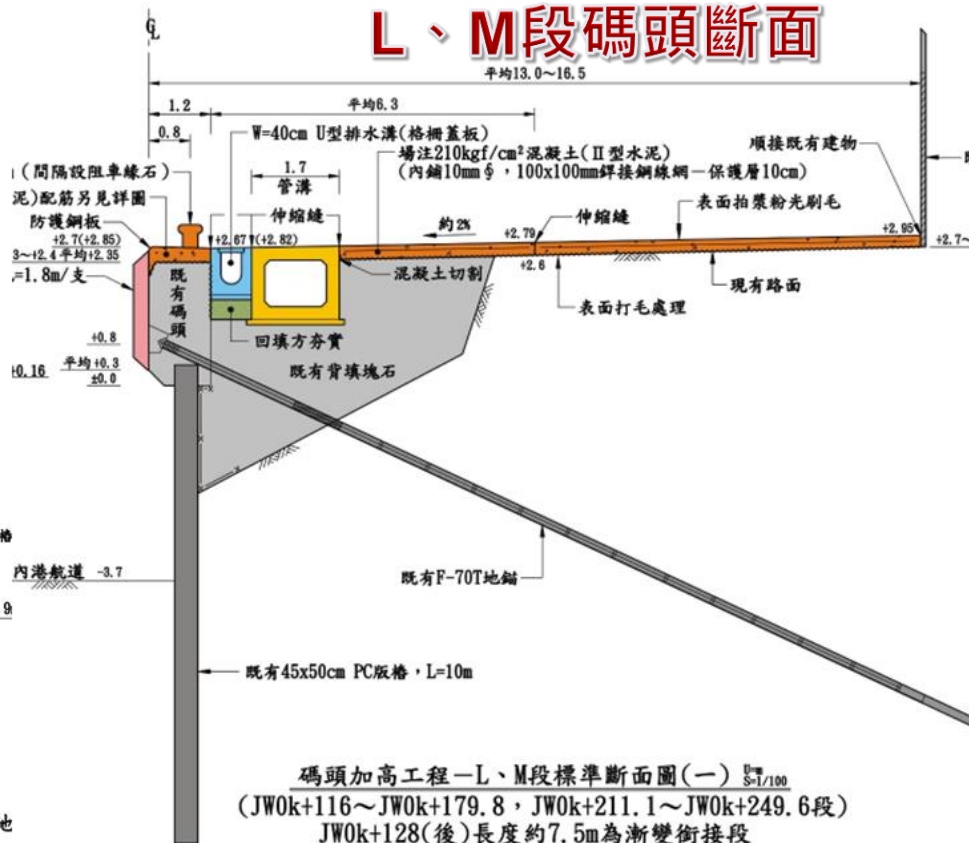 L、M段碼頭斷面
℄
平均13.0~16.5
1.2
平均6.3
0.8
W=40cm U型排水溝(格柵蓋板)
場注210kgf/cm²混凝土(II型水泥)
(內鋪10mm∮,100x100mm銲接鋼線網-保護層10cm)
順接既有建物
(間隔設阻車緣石)
1.7
管溝
泥)配筋另見詳圖
伸縮縫
表面拍漿粉光刷毛
防護鋼板
約2%
伸縮縫
+2.7(+2.85)
+2.67
(+2.82)
+2.79
+2.95
+2.7~
3~+2.4 平均+2.35
+2.6
=1.8m/支
既有碼頭
混凝土切割
現有路面
表面打毛處理
回填方夯實
+0.8
既有背填塊石
+0.16
平均+0.3
±0.0
樁
內港航道 -3.7
既有F-70T地錨
既有45x50cm PC版樁,L=10m
碼頭加高工程-L、M段標準斷面圖(一)
U=m
S=1/100
(JW0k+116~JW0k+179.8,JW0k+211.1~JW0k+249.6段)
JW0k+128(後)長度約7.5m為漸變銜接段